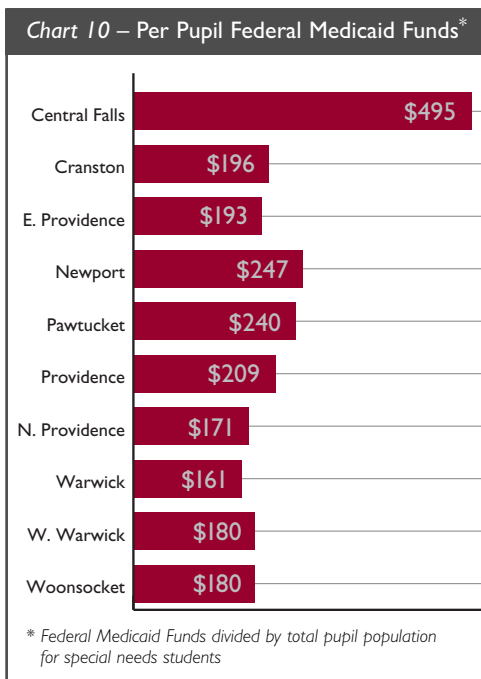 Chart 10 – Per Pupil Federal Medicaid Funds*
Central Falls $495
Cranston $196
E. Providence $193
Newport $247
Pawtucket $240
Providence $209
N. Providence $171
Warwick $161
W. Warwick $180
Woonsocket $180
* Federal Medicaid Funds divided by total pupil population
for special needs students